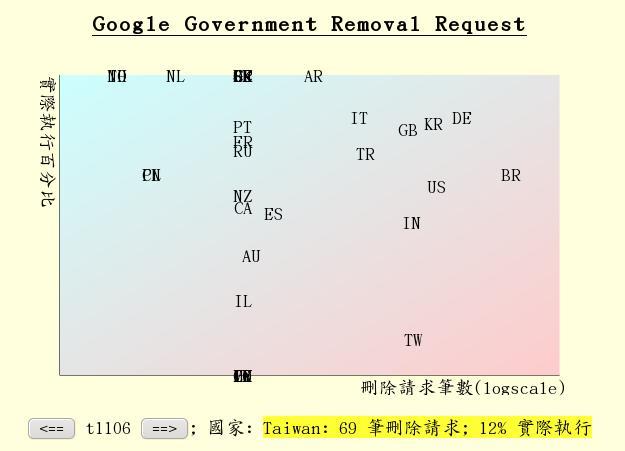 Google Government Removal Request
實際執行百分比
NL
AR
IT
DE
KR
GB
PT
FR
RU
TR
BR
US
NZ
CA
ES
IN
AU
IL
TW
刪除請求筆數(logscale)
<== t1106 ==>; 國家: Taiwan: 69 筆刪除請求; 12% 實際執行